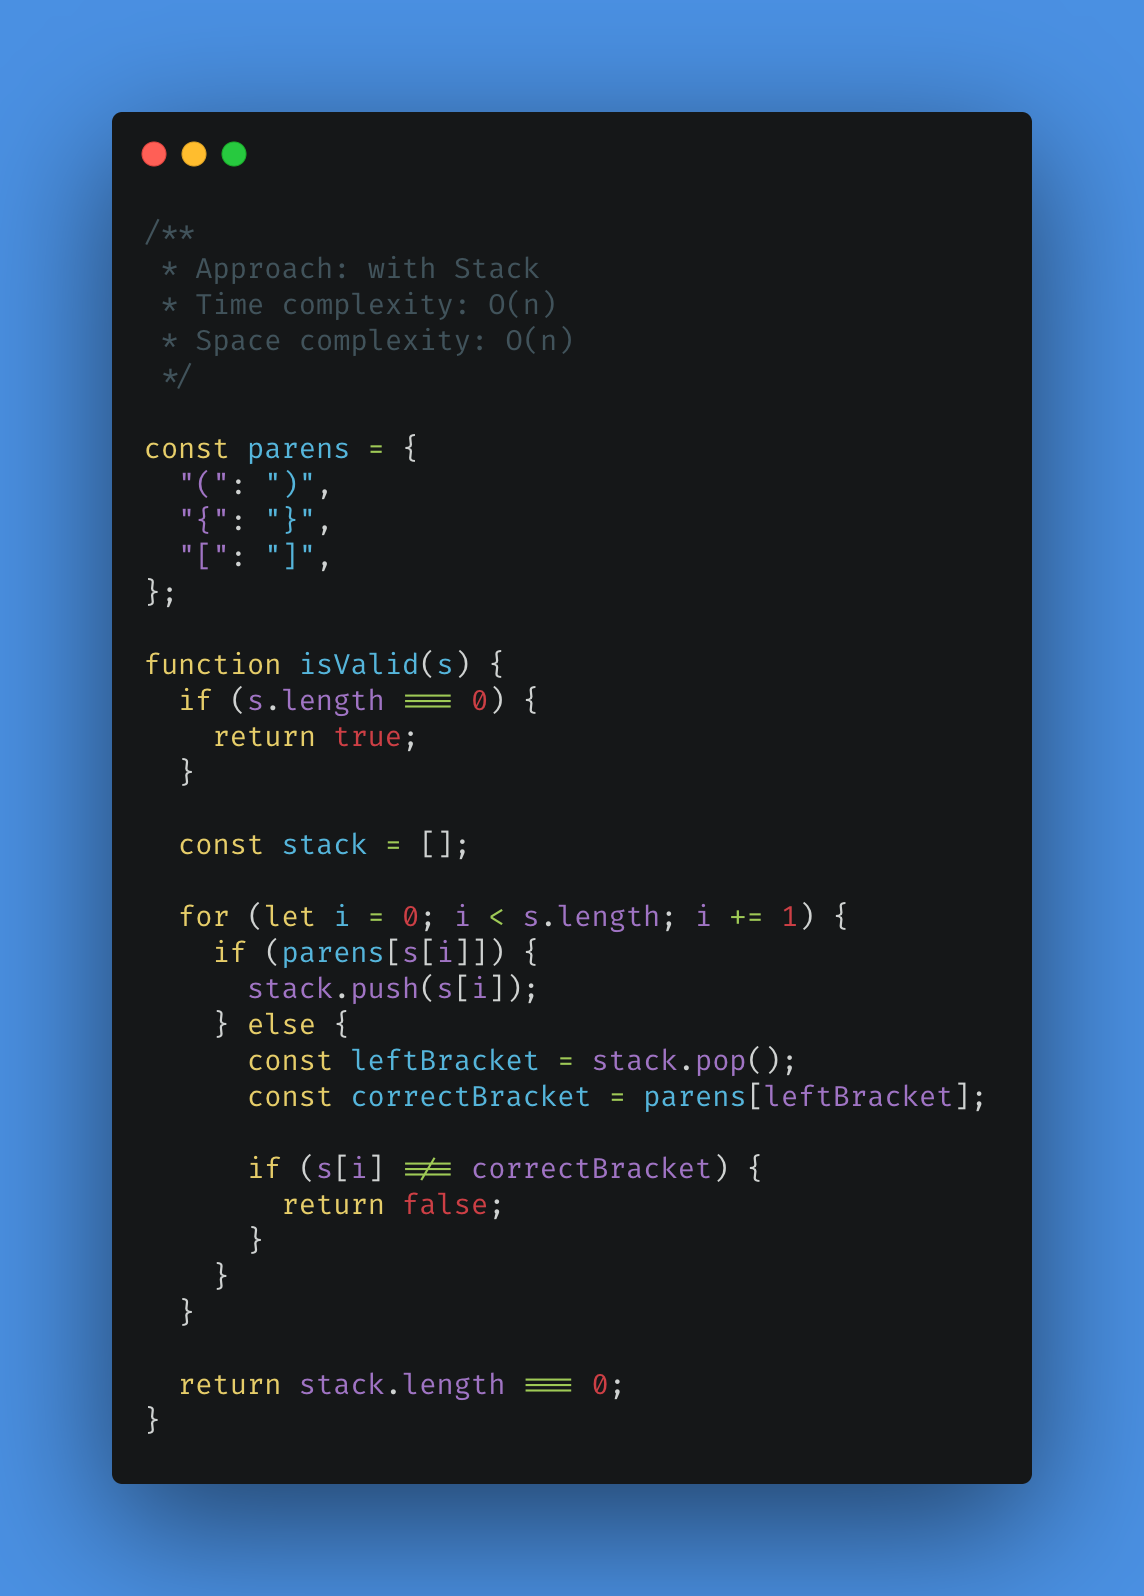 /**
 * Approach: with Stack
 * Time complexity: O(n)
 * Space complexity: O(n)
 */
const parens = {
  "(": ")",
  "{": "}",
  "[": "]",
};
function isValid(s) {
  if (s.length === 0) {
    return true;
  }
  const stack = [];
  for (let i = 0; i < s.length; i += 1) {
    if (parens[s[i]]) {
      stack.push(s[i]);
    } else {
      const leftBracket = stack.pop();
      const correctBracket = parens[leftBracket];
      if (s[i] !== correctBracket) {
        return false;
      }
    }
  }
  return stack.length === 0;
}